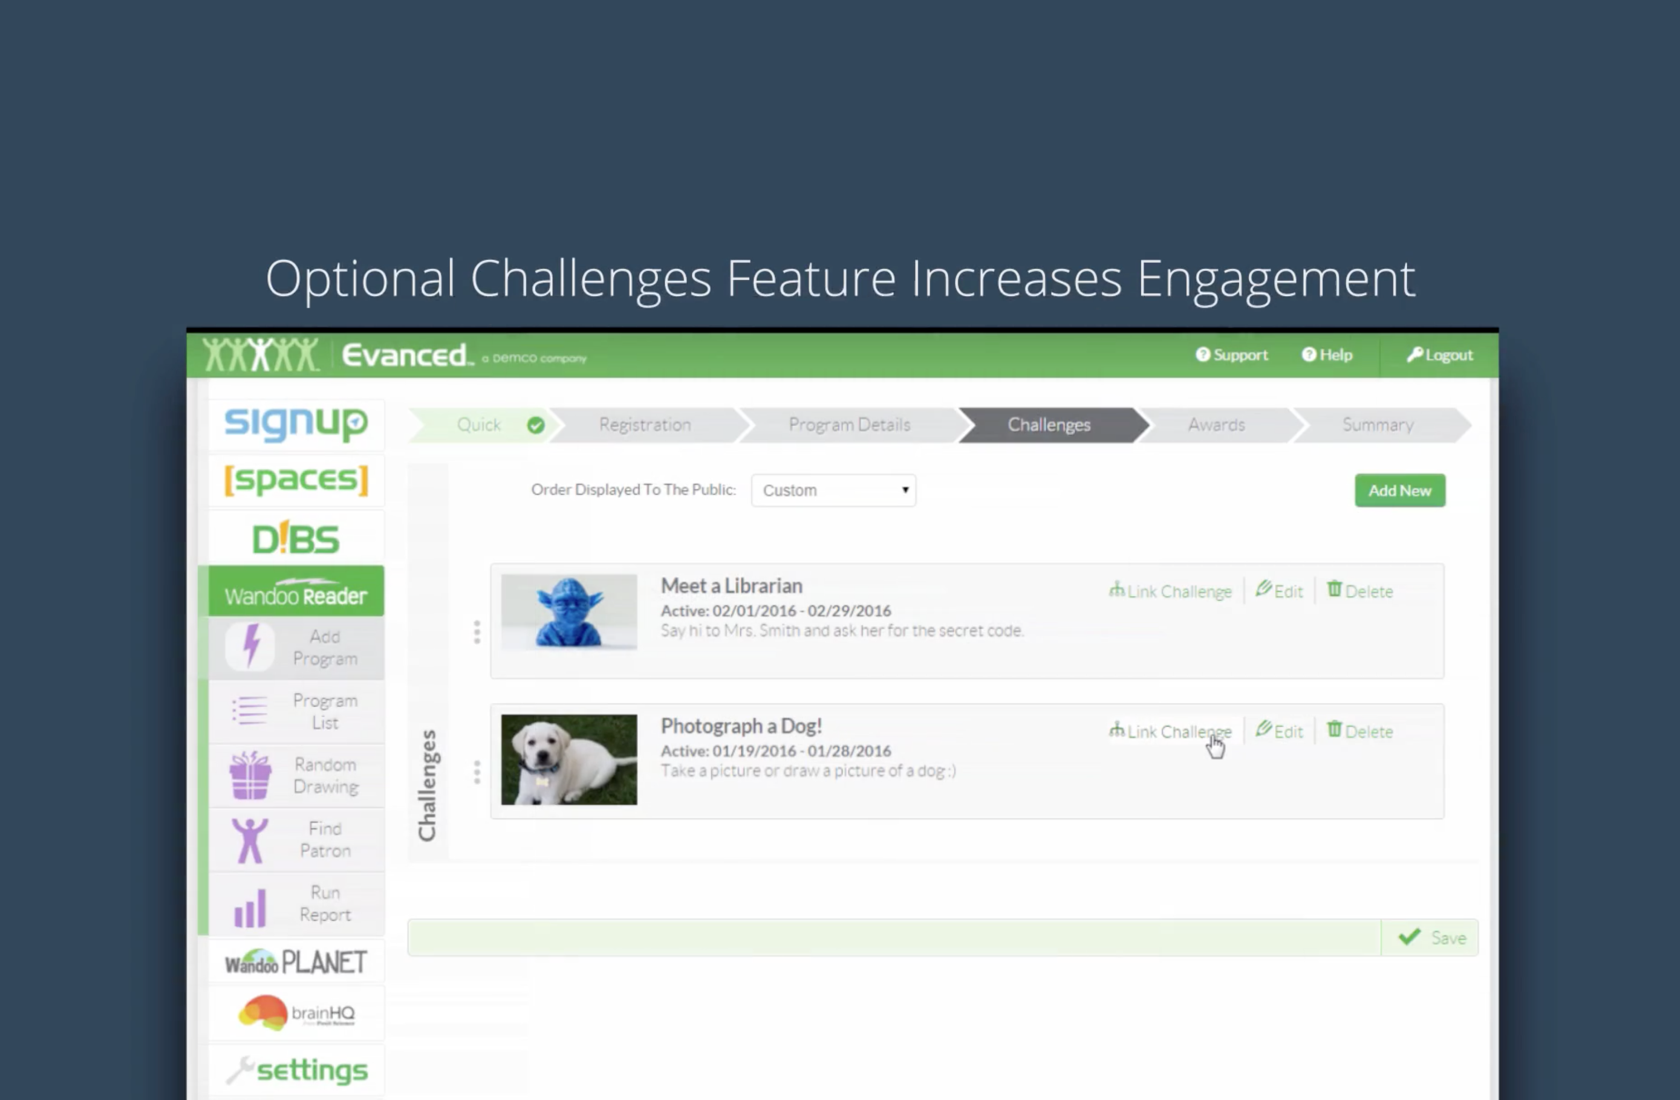 Optional Challenges Feature Increases Engagement
Evanced™ a Demco company
Support
Help
Logout
signup
[spaces]
D!BS
Wandoo Reader
Add
Program
Program
List
Random
Drawing
Find
Patron
Run
Report
Wandoo PLANET
brainHQ
settings
Quick
Registration
Program Details
Challenges
Awards
Summary
Order Displayed To The Public:
Custom
Add New
Challenges
Meet a Librarian
Active: 02/01/2016 - 02/29/2016
Say hi to Mrs. Smith and ask her for the secret code.
Link Challenge
Edit
Delete
Photograph a Dog!
Active: 01/19/2016 - 01/28/2016
Take a picture or draw a picture of a dog :)
Link Challenge
Edit
Delete
Save